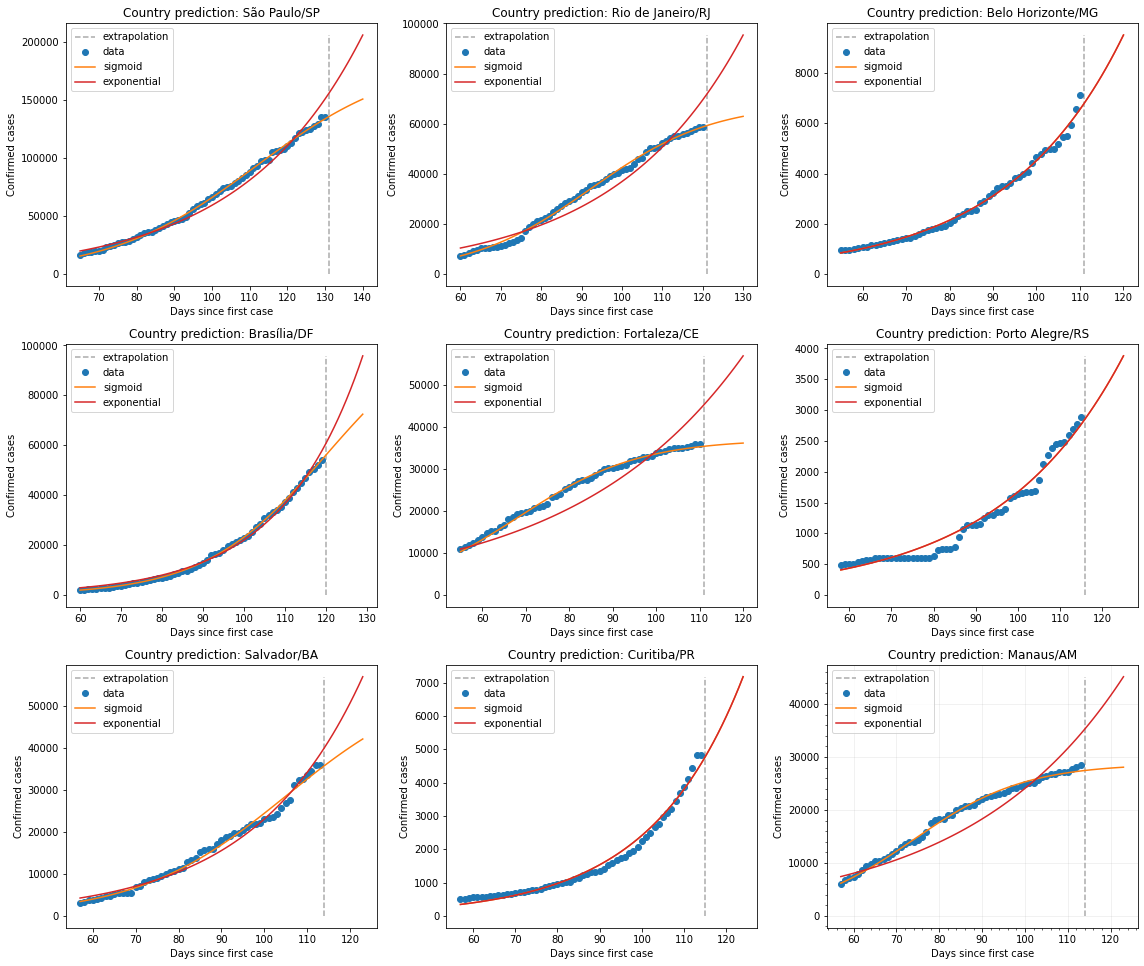 Country prediction: São Paulo/SP
Confirmed cases
200000
150000
100000
50000
0
extrapolation
data
sigmoid
exponential
70 80 90 100 110 120 130 140
Days since first case
Country prediction: Rio de Janeiro/RJ
Confirmed cases
100000
80000
60000
40000
20000
0
extrapolation
data
sigmoid
exponential
60 70 80 90 100 110 120 130
Days since first case
Country prediction: Belo Horizonte/MG
Confirmed cases
8000
6000
4000
2000
0
extrapolation
data
sigmoid
exponential
60 70 80 90 100 110 120
Days since first case
Country prediction: Brasília/DF
Confirmed cases
100000
80000
60000
40000
20000
0
extrapolation
data
sigmoid
exponential
60 70 80 90 100 110 120 130
Days since first case
Country prediction: Fortaleza/CE
Confirmed cases
50000
40000
30000
20000
10000
0
extrapolation
data
sigmoid
exponential
60 70 80 90 100 110 120
Days since first case
Country prediction: Porto Alegre/RS
Confirmed cases
4000
3500
3000
2500
2000
1500
1000
500
0
extrapolation
data
sigmoid
exponential
60 70 80 90 100 110 120
Days since first case
Country prediction: Salvador/BA
Confirmed cases
50000
40000
30000
20000
10000
0
extrapolation
data
sigmoid
exponential
60 70 80 90 100 110 120
Days since first case
Country prediction: Curitiba/PR
Confirmed cases
7000
6000
5000
4000
3000
2000
1000
0
extrapolation
data
sigmoid
exponential
60 70 80 90 100 110 120
Days since first case
Country prediction: Manaus/AM
Confirmed cases
40000
30000
20000
10000
0
extrapolation
data
sigmoid
exponential
60 70 80 90 100 110 120
Days since first case